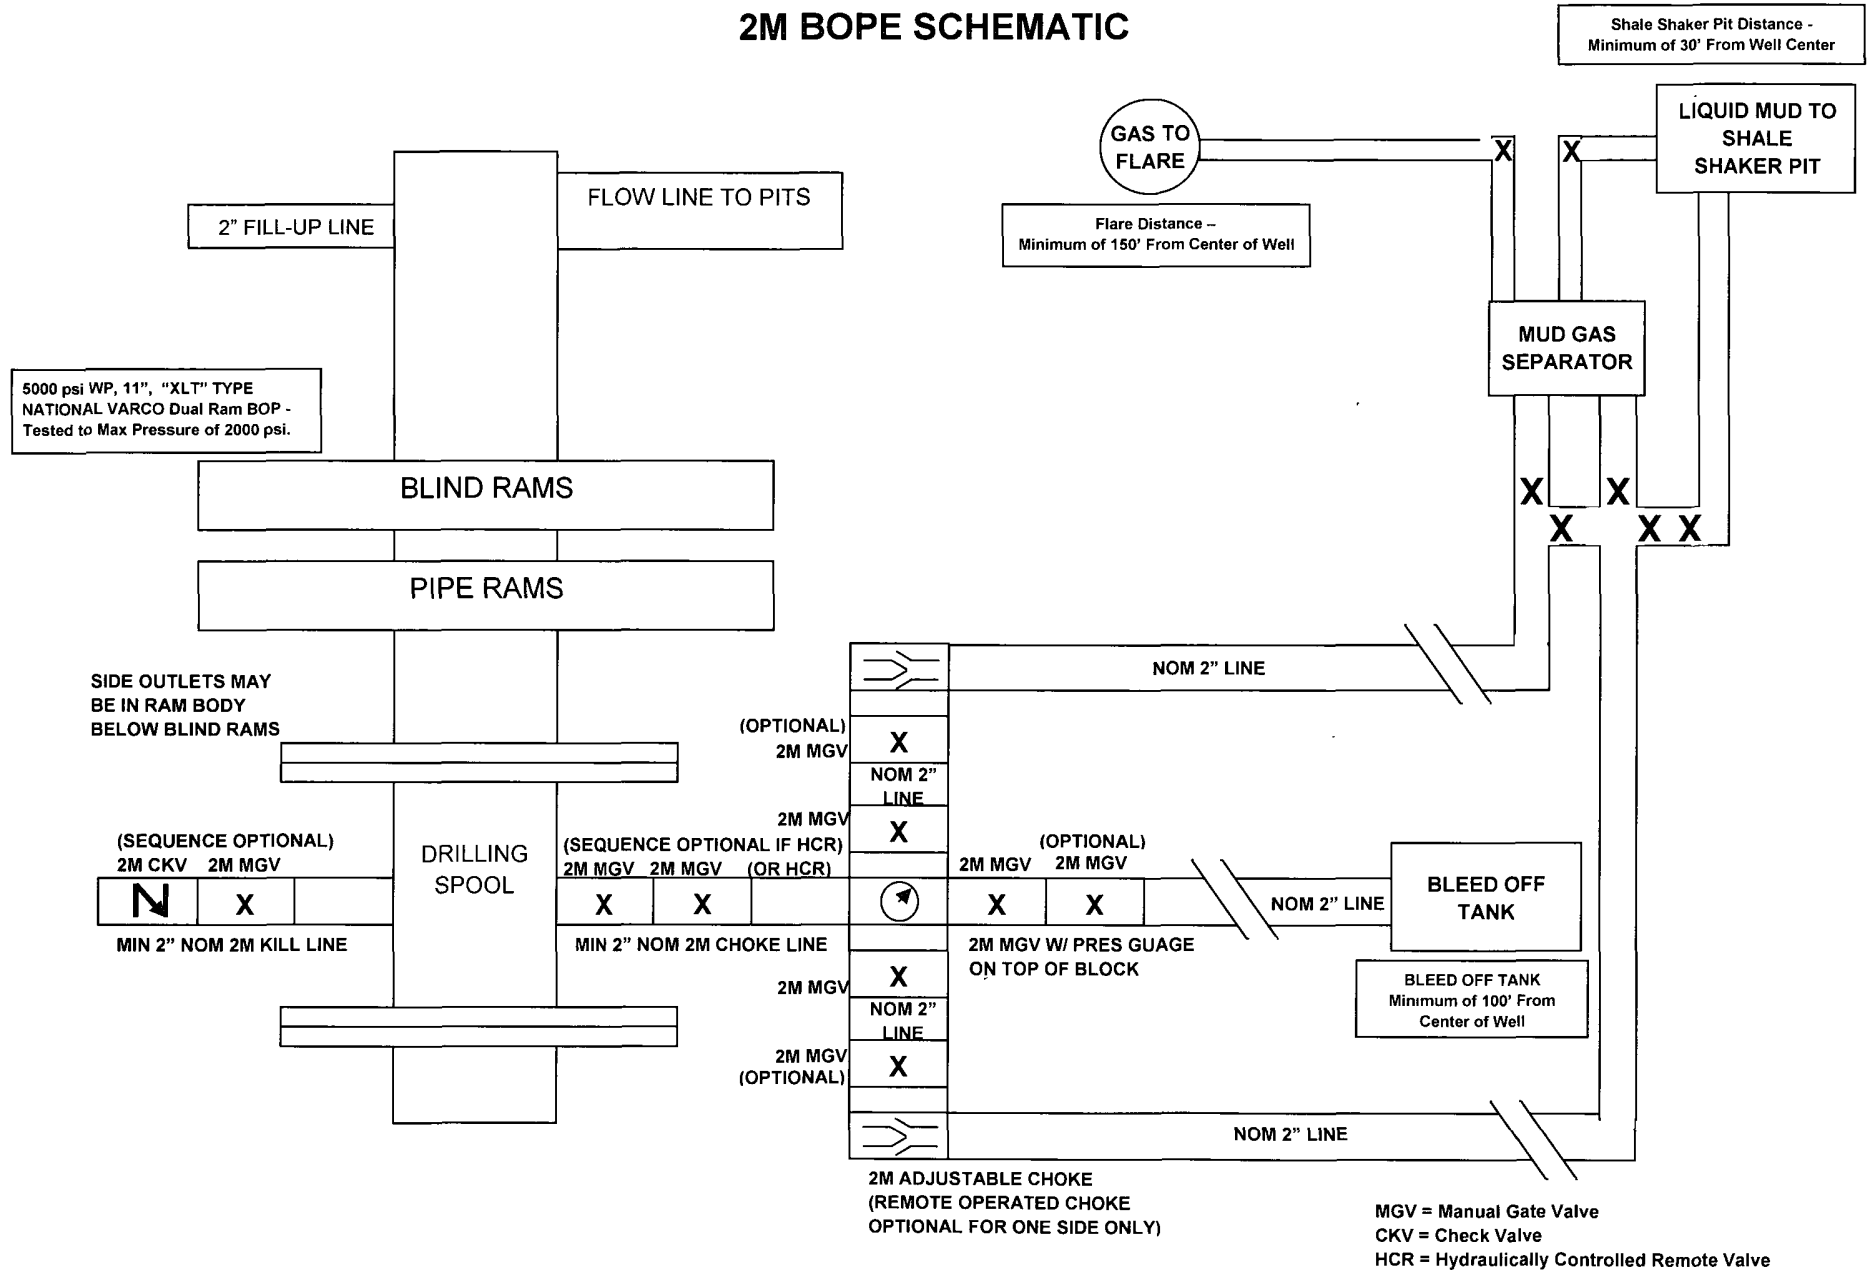 2M BOPE SCHEMATIC
Shale Shaker Pit Distance -
Minimum of 30' From Well Center
LIQUID MUD TO
SHALE
SHAKER PIT
GAS TO
FLARE
X
X
FLOW LINE TO PITS
2” FILL-UP LINE
Flare Distance –
Minimum of 150' From Center of Well
MUD GAS
SEPARATOR
5000 psi WP, 11”, “XLT” TYPE
NATIONAL VARCO Dual Ram BOP -
Tested to Max Pressure of 2000 psi.
BLIND RAMS
X X
X X X
PIPE RAMS
SIDE OUTLETS MAY
BE IN RAM BODY
BELOW BLIND RAMS
NOM 2” LINE
(OPTIONAL)
2M MGV
X
NOM 2”
LINE
2M MGV
X
(SEQUENCE OPTIONAL)
2M CKV 2M MGV
N X
MIN 2” NOM 2M KILL LINE
DRILLING
SPOOL
(SEQUENCE OPTIONAL IF HCR)
2M MGV 2M MGV (OR HCR)
X X
MIN 2” NOM 2M CHOKE LINE
(OPTIONAL)
2M MGV 2M MGV
X X
2M MGV W/ PRES GUAGE
ON TOP OF BLOCK
NOM 2” LINE
BLEED OFF
TANK
BLEED OFF TANK
Minimum of 100' From
Center of Well
2M MGV
X
NOM 2”
LINE
2M MGV
(OPTIONAL)
X
NOM 2” LINE
2M ADJUSTABLE CHOKE
(REMOTE OPERATED CHOKE
OPTIONAL FOR ONE SIDE ONLY)
MGV = Manual Gate Valve
CKV = Check Valve
HCR = Hydraulically Controlled Remote Valve